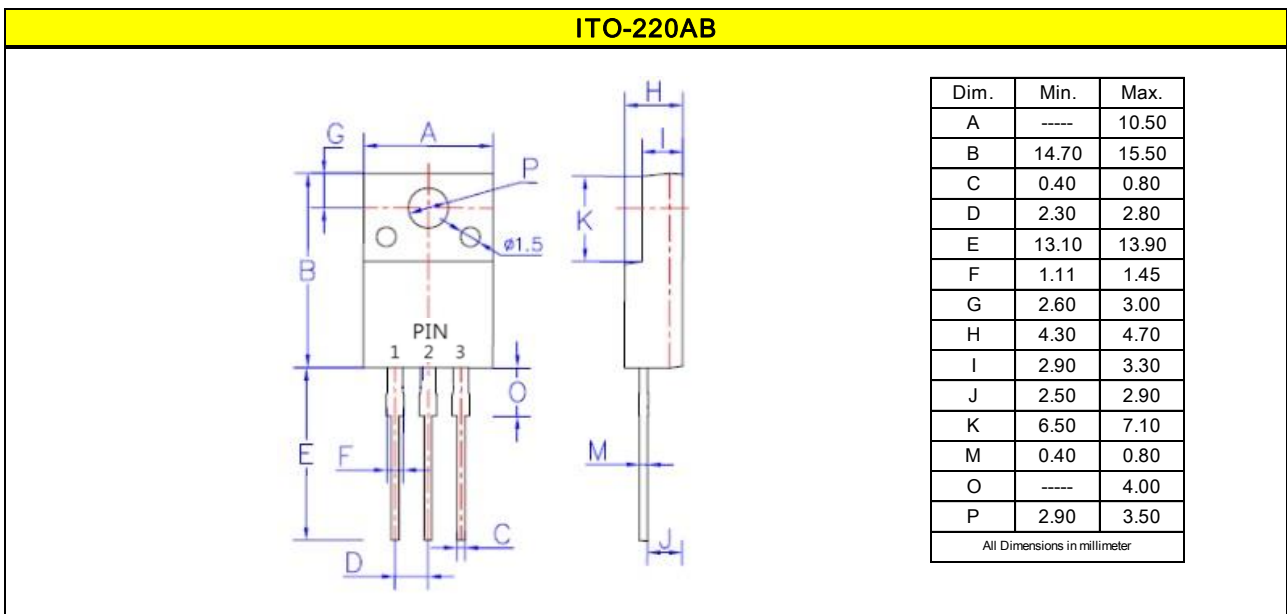 ITO-220AB
G
A
P
ø1.5
B
PIN
1 2 3
O
E
F
C
D
H
I
K
M
J
Dim. Min. Max.
A ----- 10.50
B 14.70 15.50
C 0.40 0.80
D 2.30 2.80
E 13.10 13.90
F 1.11 1.45
G 2.60 3.00
H 4.30 4.70
I 2.90 3.30
J 2.50 2.90
K 6.50 7.10
M 0.40 0.80
O ----- 4.00
P 2.90 3.50
All Dimensions in millimeter